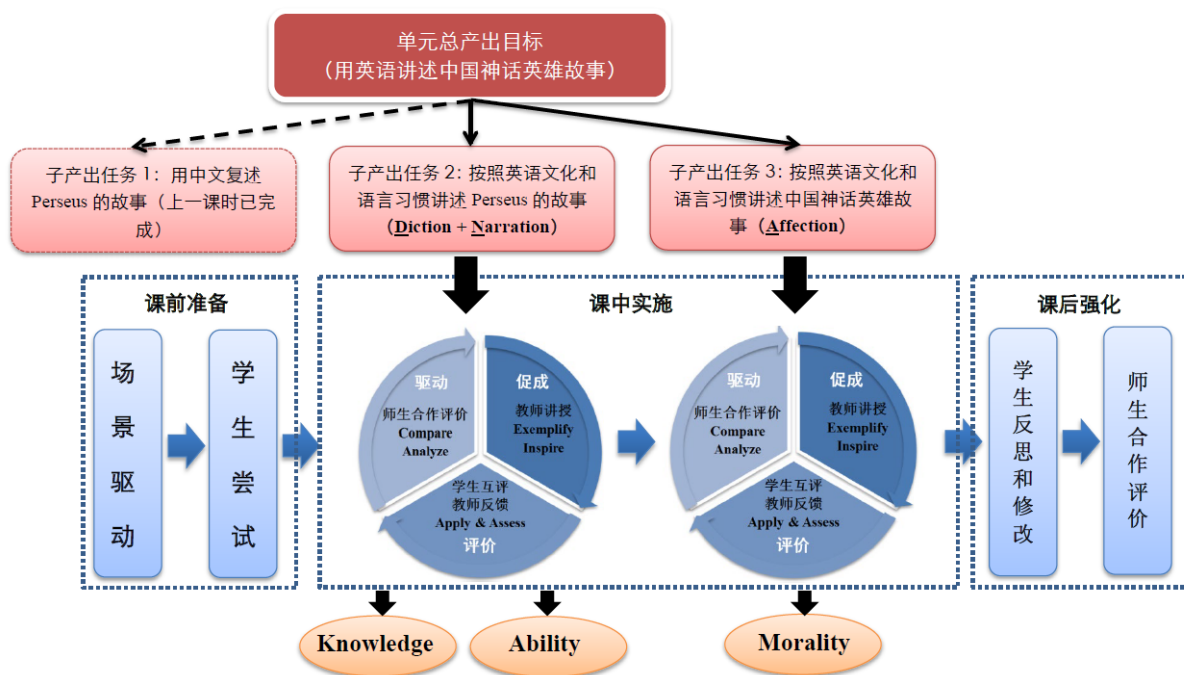 单元总产出目标
（用英语讲述中国神话英雄故事）
子产出任务 1：用中文复述
Perseus 的故事（上一课时已完
成）
子产出任务 2：按照英语文化和
语言习惯讲述 Perseus 的故事
（Diction + Narration）
子产出任务 3：按照英语文化和
语言习惯讲述中国神话英雄故
事（Affection）
课前准备
场景驱动
学生尝试
课中实施
驱动
师生合作评价
Compare
Analyze
促成
教师讲授
Exemplify
Inspire
学生互评
教师反馈
Apply & Assess
评价
驱动
师生合作评价
Compare
Analyze
促成
教师讲授
Exemplify
Inspire
学生互评
教师反馈
Apply & Assess
评价
课后强化
学生反思和修改
师生合作评价
Knowledge
Ability
Morality